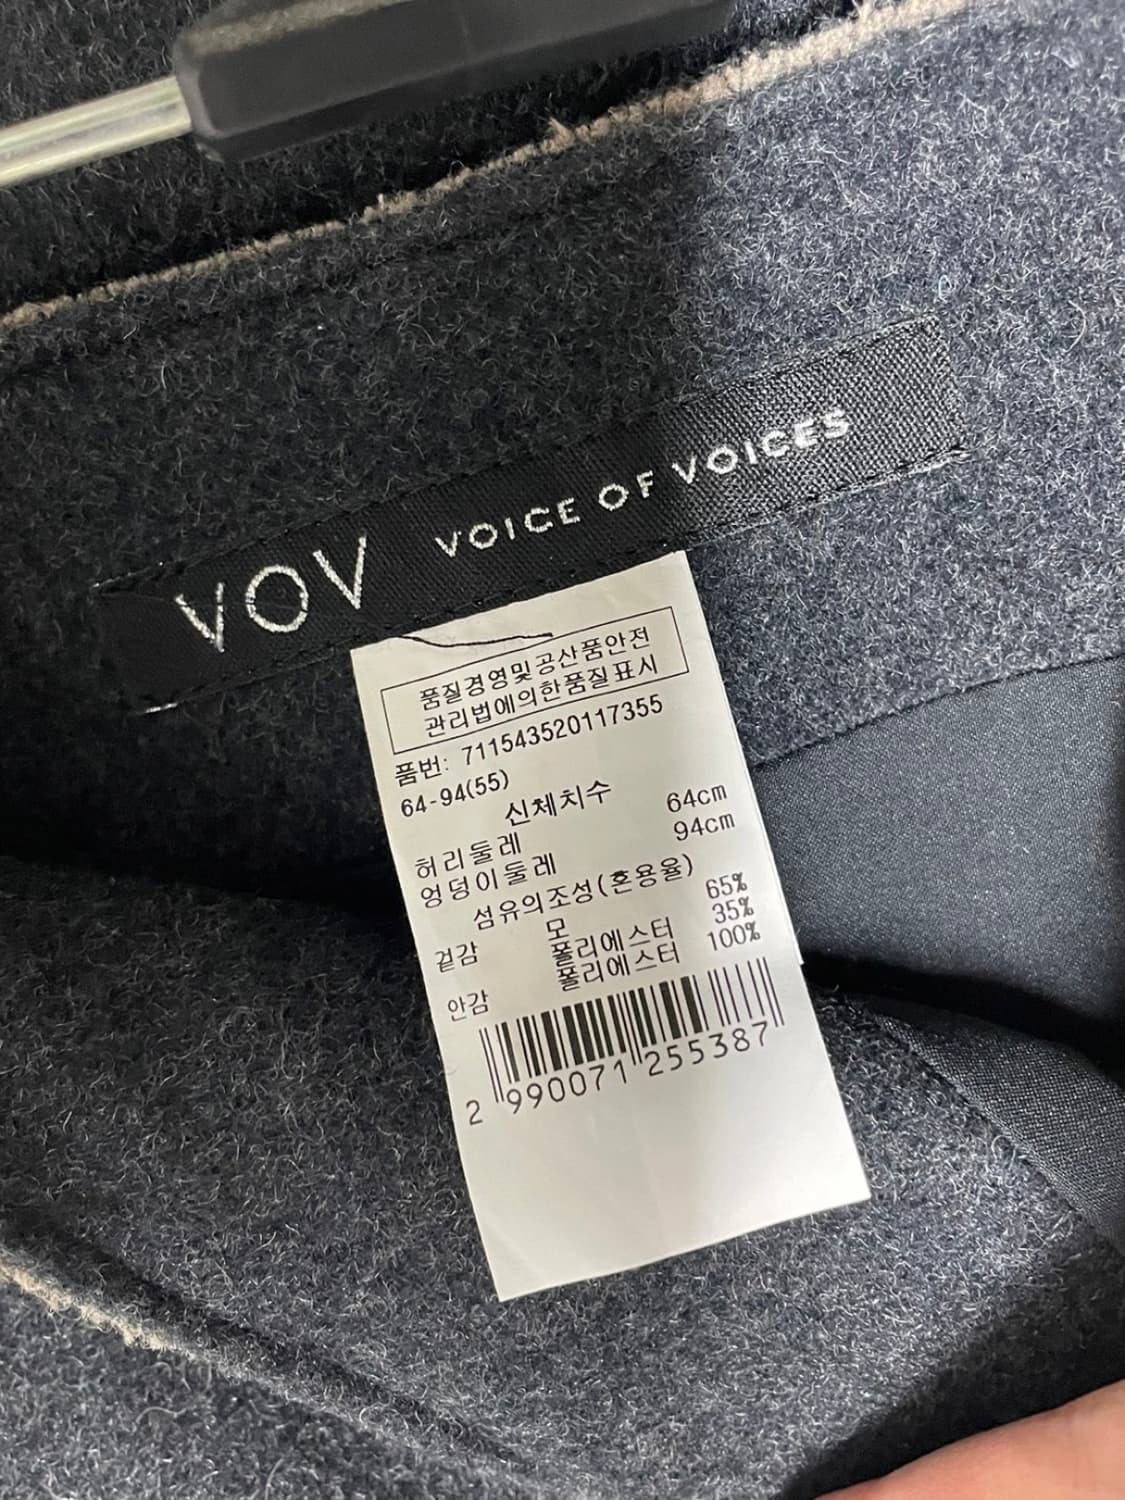 VOV VOICE OF VOICES
품질경영및공산품안전
관리법에의한품질표시
품번: 711543520117355
64-94(55)
신체치수
허리둘레 64cm
엉덩이둘레 94cm
섬유의조성(혼용율)
겉감 모 65%
폴리에스터 35%
안감 폴리에스터 100%
2 990071 255387